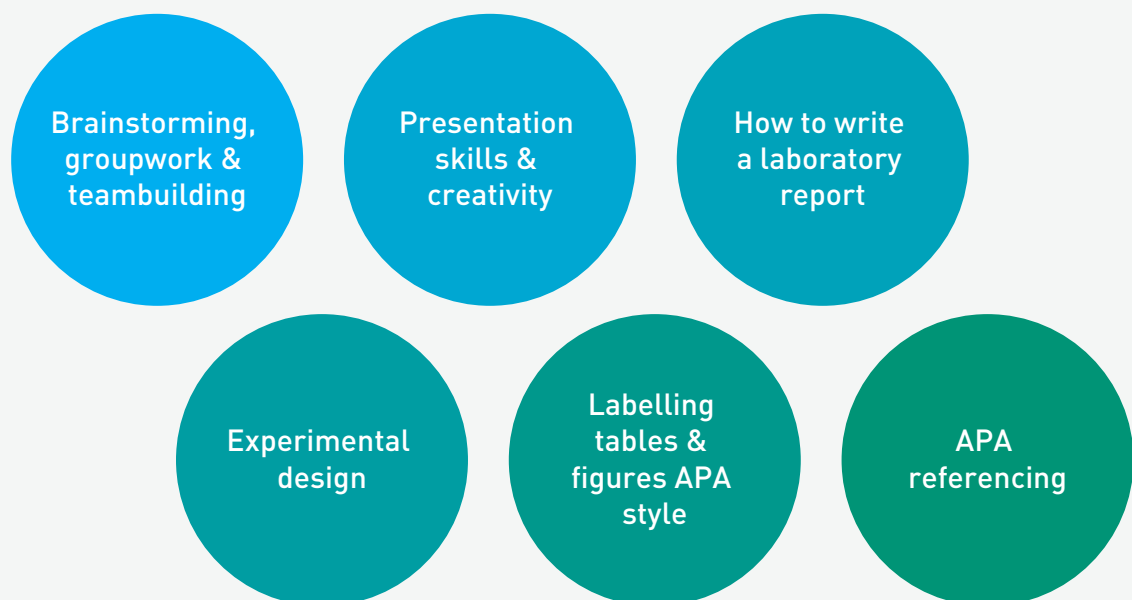 Brainstorming,
groupwork &
teambuilding
Presentation
skills &
creativity
How to write
a laboratory
report
Experimental
design
Labelling
tables &
figures APA
style
APA
referencing